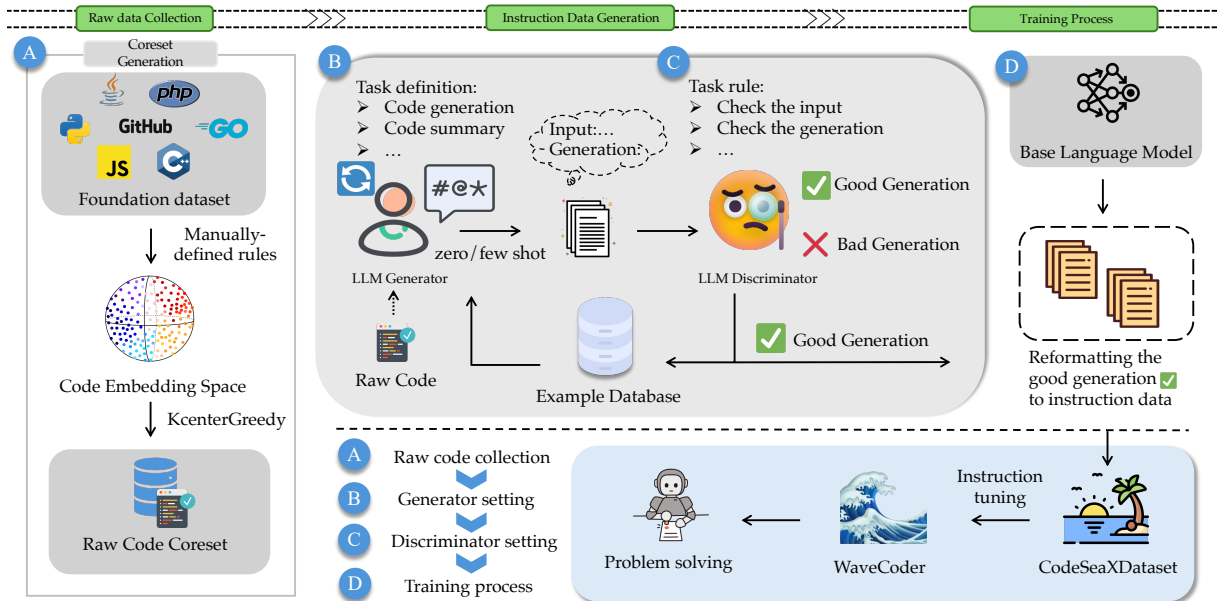 Raw data Collection
Instruction Data Generation
Training Process
A
Coreset
Generation
Java
php
GitHub
GO
JS
C++
Foundation dataset
Manually-
defined rules
Code Embedding Space
KcenterGreedy
Raw Code Coreset
B
Task definition:
➢ Code generation
➢ Code summary
➢ …
#@*
LLM Generator
zero/few shot
Raw Code
Input:…
Generation:
Example Database
C
Task rule:
➢ Check the input
➢ Check the generation
➢ …
Good Generation
Bad Generation
LLM Discriminator
Good Generation
D
Base Language Model
Reformatting the
good generation
to instruction data
A
Raw code collection
B
Generator setting
C
Discriminator setting
D
Training process
Problem solving
WaveCoder
Instruction
tuning
CodeSeaXDataset